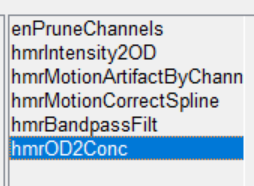 enPruneChannels
hmrIntensity2OD
hmrMotionArtifactByChann
hmrMotionCorrectSpline
hmrBandpassFilt
hmrOD2Conc